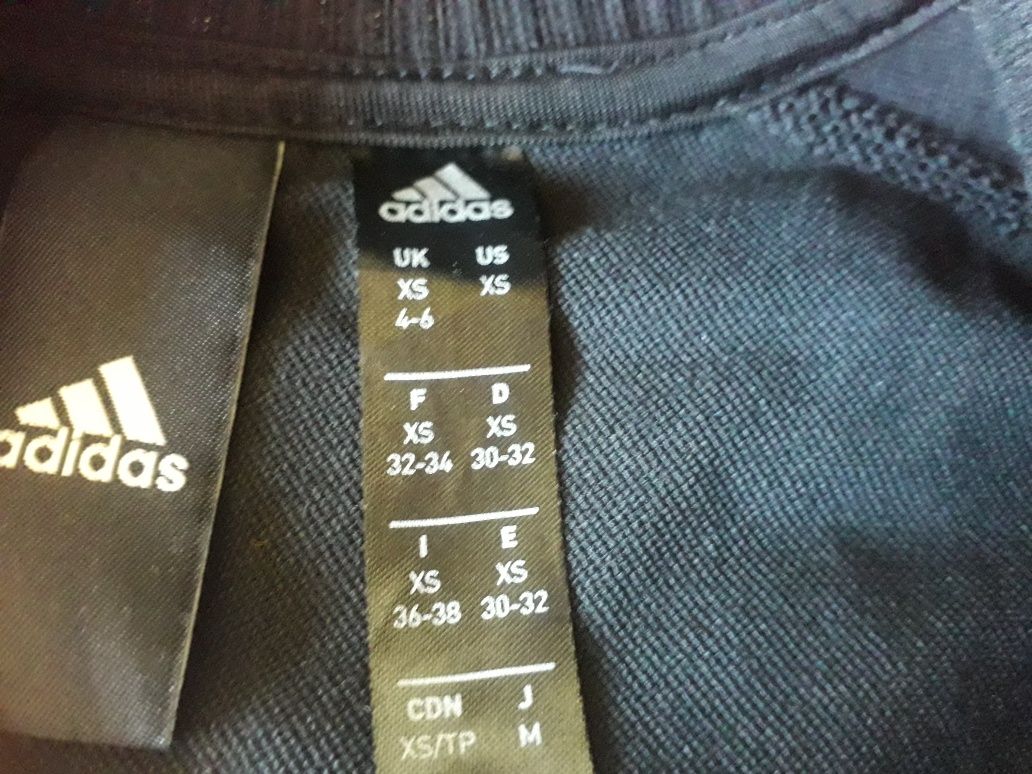 adidas
adidas
UK US
XS XS
4-6
F D
XS XS
32-34 30-32
I E
XS XS
36-38 30-32
CDN J
XS/TP M